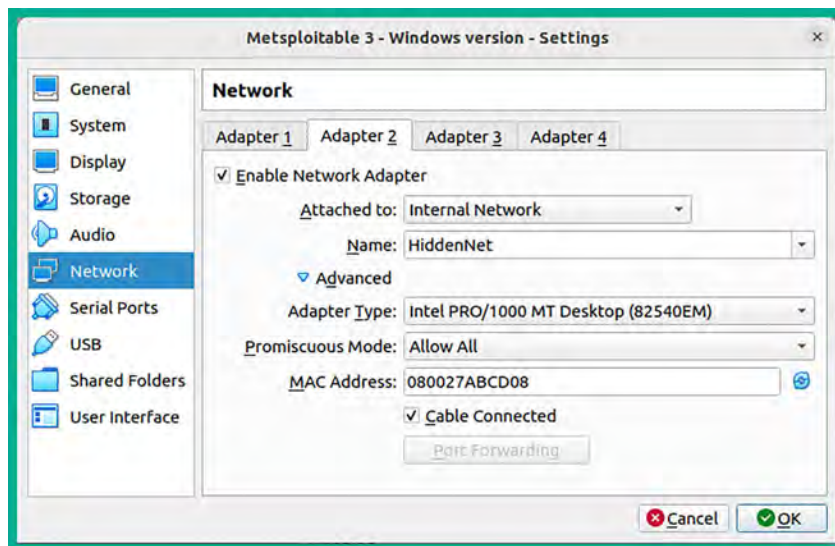 Metsploitable 3 - Windows version - Settings
General
System
Display
Storage
Audio
Network
Serial Ports
USB
Shared Folders
User Interface
Network
Adapter 1 Adapter 2 Adapter 3 Adapter 4
Enable Network Adapter
Attached to: Internal Network
Name: HiddenNet
Advanced
Adapter Type: Intel PRO/1000 MT Desktop (82540EM)
Promiscuous Mode: Allow All
MAC Address: 080027ABCD08
Cable Connected
Port Forwarding
Cancel OK